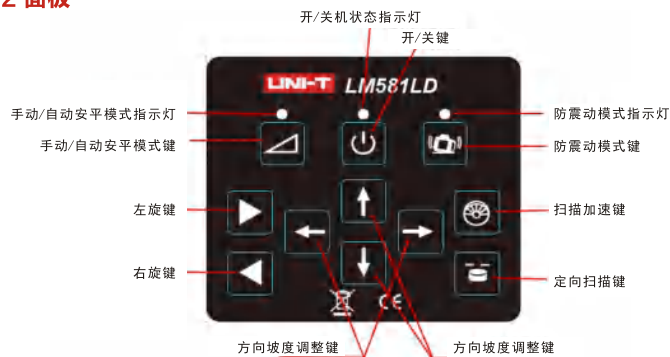 2 面板
开/关机状态指示灯
开/关键
UNI-T LM581LD
手动/自动安平模式指示灯
防震动模式指示灯
手动/自动安平模式键
防震动模式键
左旋键
扫描加速键
右旋键
定向扫描键
CE
方向坡度调整键
方向坡度调整键